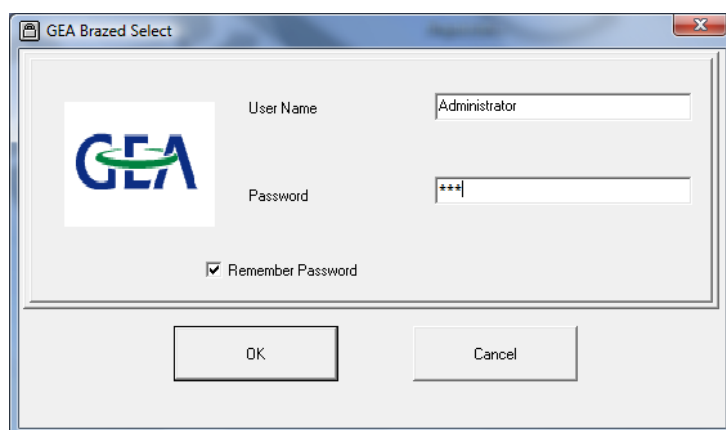 GEA Brazed Select
User Name
Administrator
GEA
Password
***
Remember Password
OK
Cancel